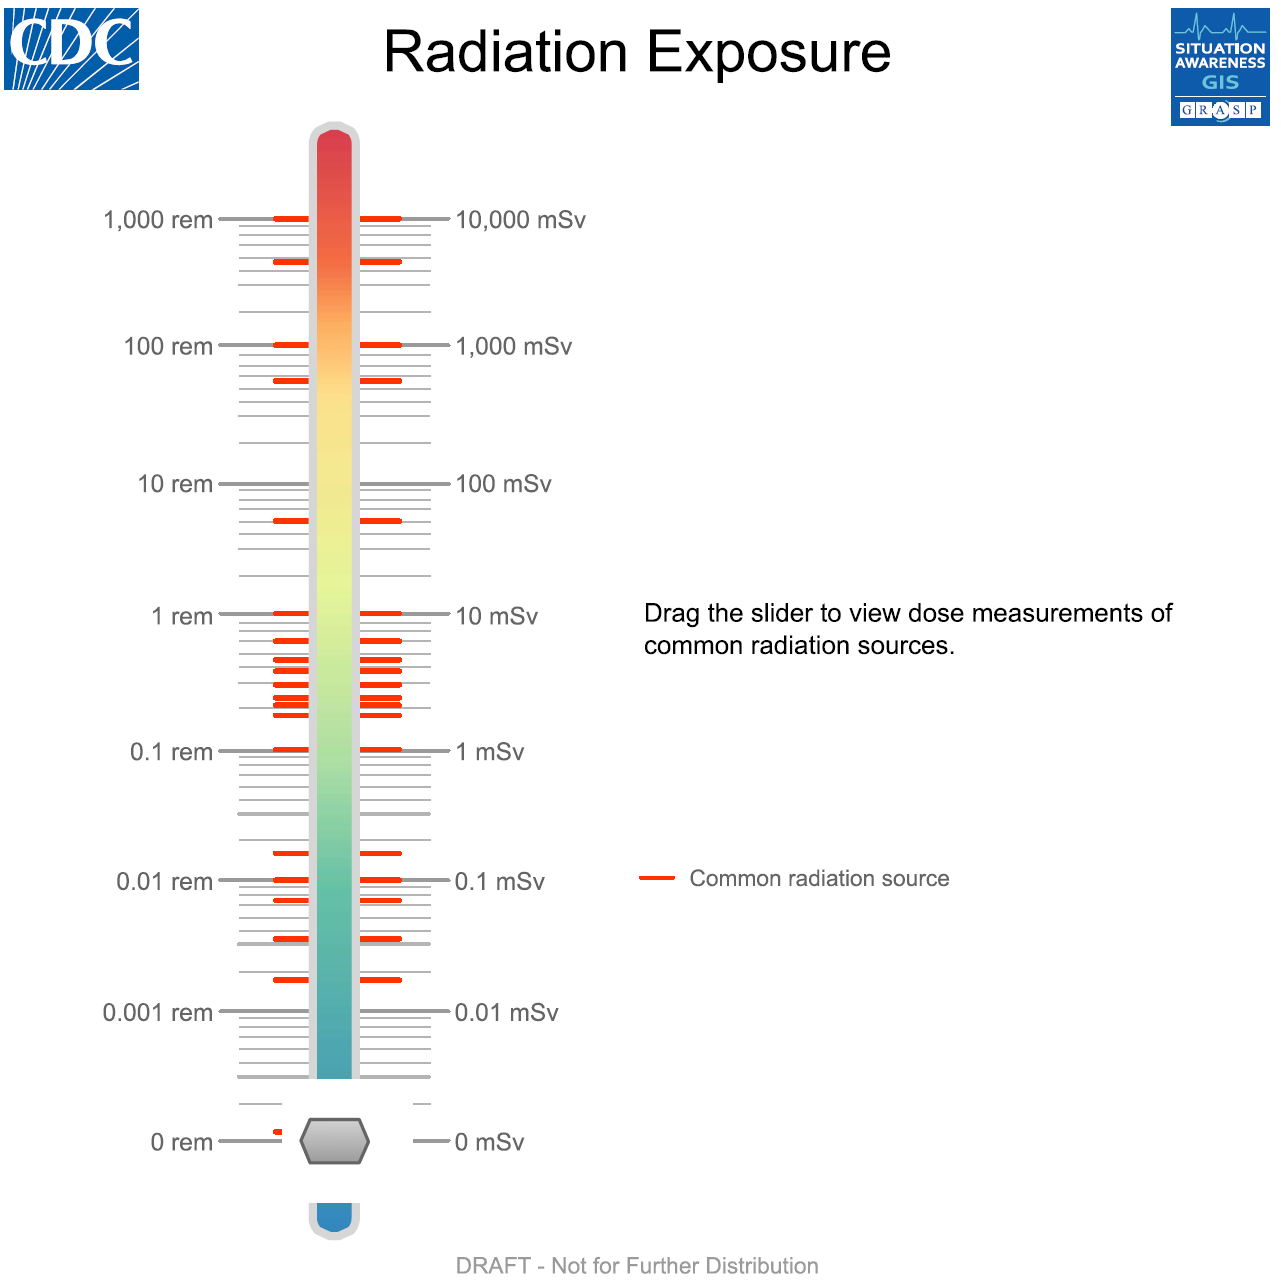 CDC
Radiation Exposure
SITUATION
AWARENESS
GIS
GRASP
1,000 rem
10,000 mSv
100 rem
1,000 mSv
10 rem
100 mSv
1 rem
10 mSv
Drag the slider to view dose measurements of
common radiation sources.
0.1 rem
1 mSv
0.01 rem
0.1 mSv
Common radiation source
0.001 rem
0.01 mSv
0 rem
0 mSv
DRAFT - Not for Further Distribution